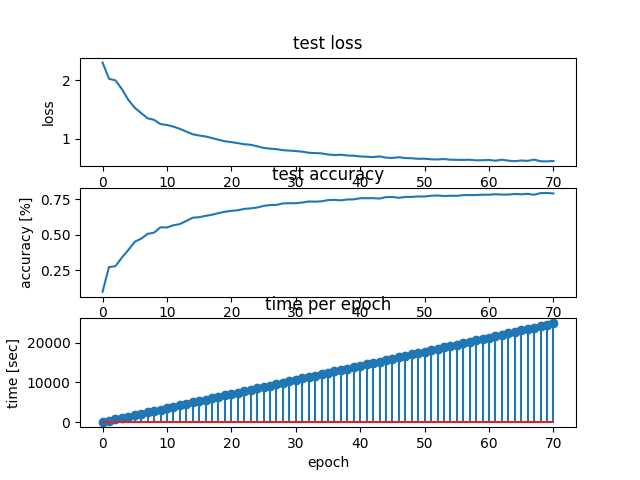 test loss
2
1
loss
0 10 20 30 40 50 60 70
test accuracy
0.75
0.50
0.25
accuracy [%]
0 10 20 30 40 50 60 70
time per epoch
20000
10000
0
time [sec]
0 10 20 30 40 50 60 70
epoch